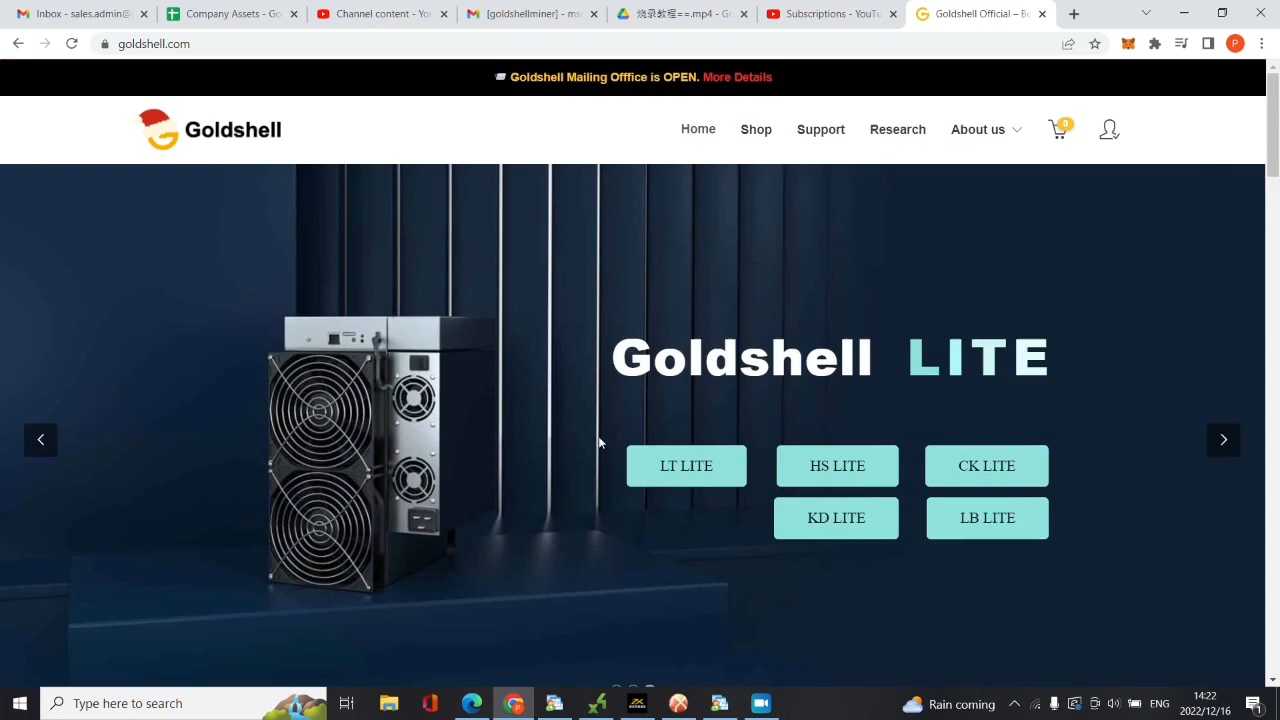 Inbox - sales.admin@
Company Assets - Go
Channel content - Yo
[goldshellminer] - ms
烧录教程==.mp4 - Go
Subscriptions - YouTu
Goldshell Official – Be
goldshell.com
P
Goldshell Mailing Offfice is OPEN. More Details
Goldshell
Home
Shop
Support
Research
About us
0
Goldshell LITE
LT LITE
HS LITE
CK LITE
KD LITE
LB LITE
Type here to search
Rain coming
ENG
14:22
2022/12/16
1